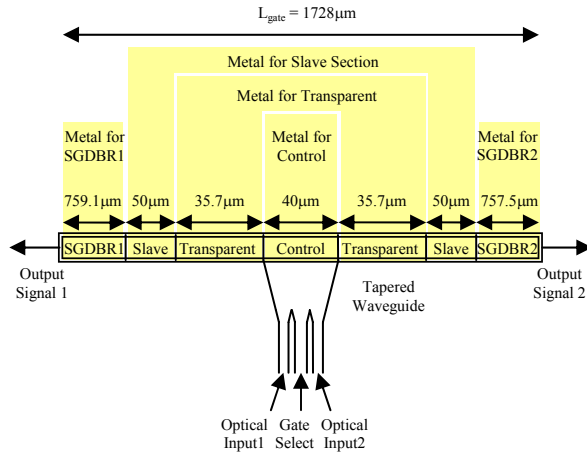 L_gate = 1728µm
Metal for Slave Section
Metal for Transparent
Metal for
SGDBR1
Metal for
Control
Metal for
SGDBR2
759.1µm 50µm 35.7µm 40µm 35.7µm 50µm 757.5µm
SGDBR1 Slave Transparent Control Transparent Slave SGDBR2
Output
Signal 1
Tapered
Waveguide
Output
Signal 2
Optical
Input1
Gate
Select
Optical
Input2